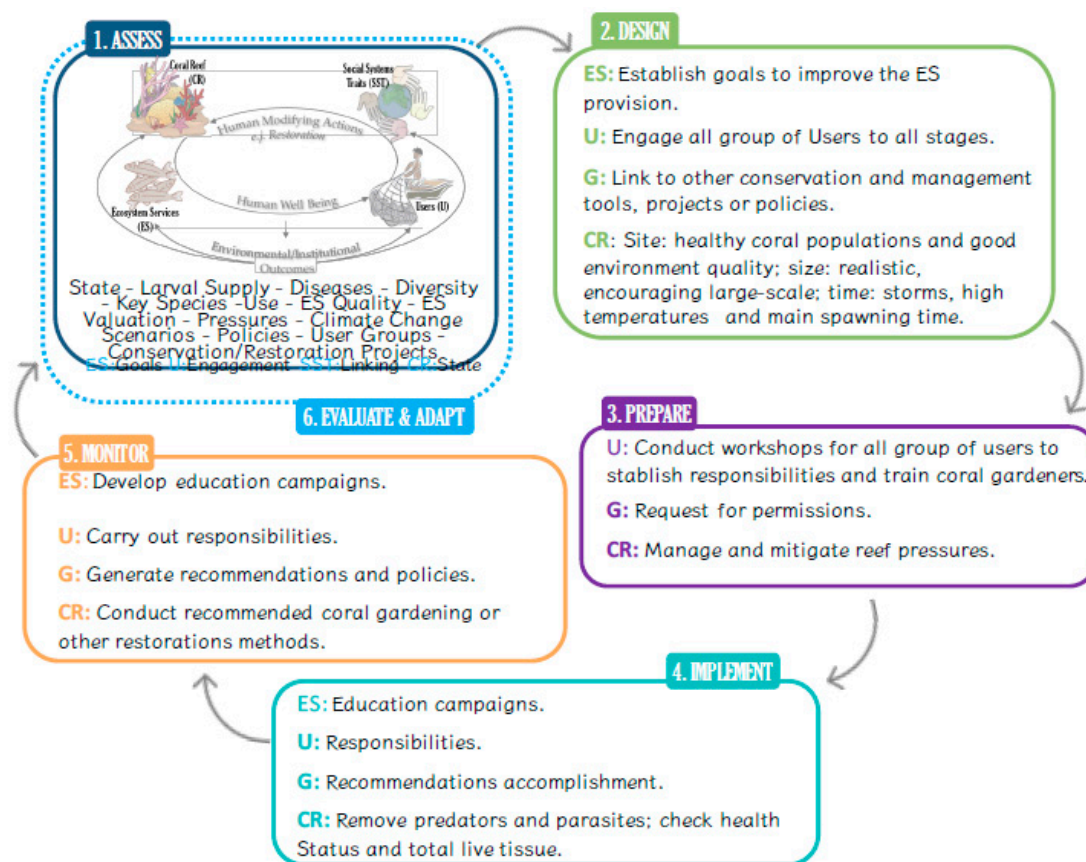 1. ASSESS
Coral Reef
(CR)
Social Systems
Traits (SST)
Human Modifying Actions
e.j. Restoration
Human Well Being
Ecosystem Services
(ES)
Users (U)
Environmental/Institutional
Outcomes
State - Larval Supply - Diseases - Diversity
- Key Species -Use - ES Quality - ES
Valuation - Pressures - Climate Change
Scenarios - Policies - User Groups -
Conservation/Restoration Projects
ES:Goals U:Engagement SST:Linking CR:State
6. EVALUATE & ADAPT
2. DESIGN
ES: Establish goals to improve the ES
provision.
U: Engage all group of Users to all stages.
G: Link to other conservation and management
tools, projects or policies.
CR: Site: healthy coral populations and good
environment quality; size: realistic,
encouraging large-scale; time: storms, high
temperatures and main spawning time.
3. PREPARE
U: Conduct workshops for all group of users to
stablish responsibilities and train coral gardeners.
G: Request for permissions.
CR: Manage and mitigate reef pressures.
4. IMPLEMENT
ES: Education campaigns.
U: Responsibilities.
G: Recommendations accomplishment.
CR: Remove predators and parasites; check health
Status and total live tissue.
5. MONITOR
ES: Develop education campaigns.
U: Carry out responsibilities.
G: Generate recommendations and policies.
CR: Conduct recommended coral gardening or
other restorations methods.